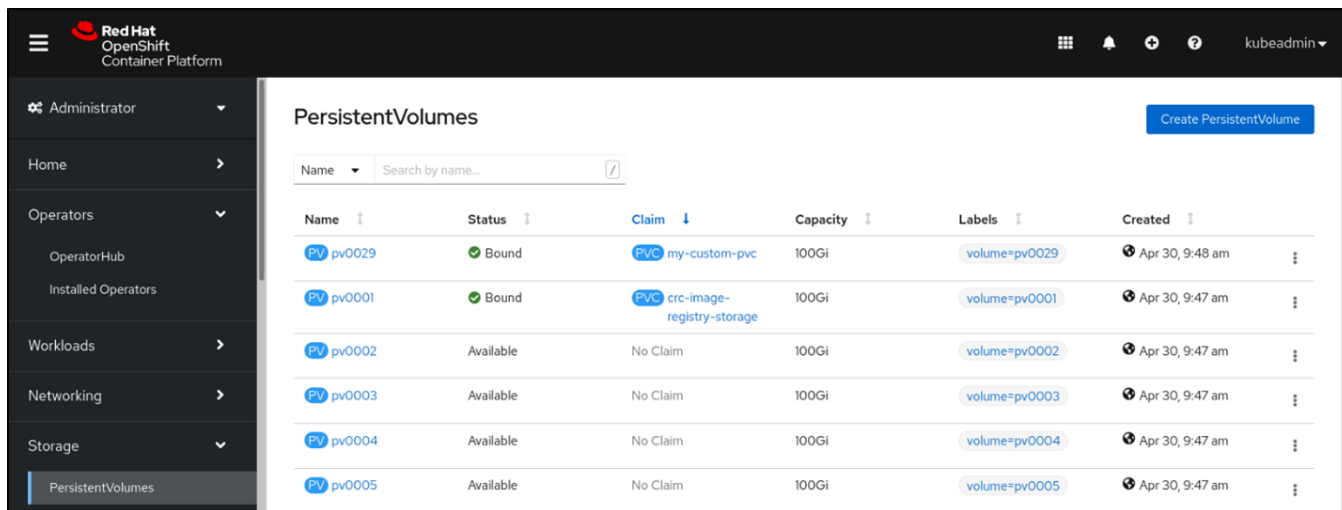 Red Hat
OpenShift
Container Platform
kubeadmin
Administrator
Home
Operators
OperatorHub
Installed Operators
Workloads
Networking
Storage
PersistentVolumes
PersistentVolumes
Create PersistentVolume
Name Search by name... /
Name Status Claim Capacity Labels Created
PV pv0029 Bound PVC my-custom-pvc 100Gi volume=pv0029 Apr 30, 9:48 am
PV pv0001 Bound PVC crc-image-
registry-storage 100Gi volume=pv0001 Apr 30, 9:47 am
PV pv0002 Available No Claim 100Gi volume=pv0002 Apr 30, 9:47 am
PV pv0003 Available No Claim 100Gi volume=pv0003 Apr 30, 9:47 am
PV pv0004 Available No Claim 100Gi volume=pv0004 Apr 30, 9:47 am
PV pv0005 Available No Claim 100Gi volume=pv0005 Apr 30, 9:47 am